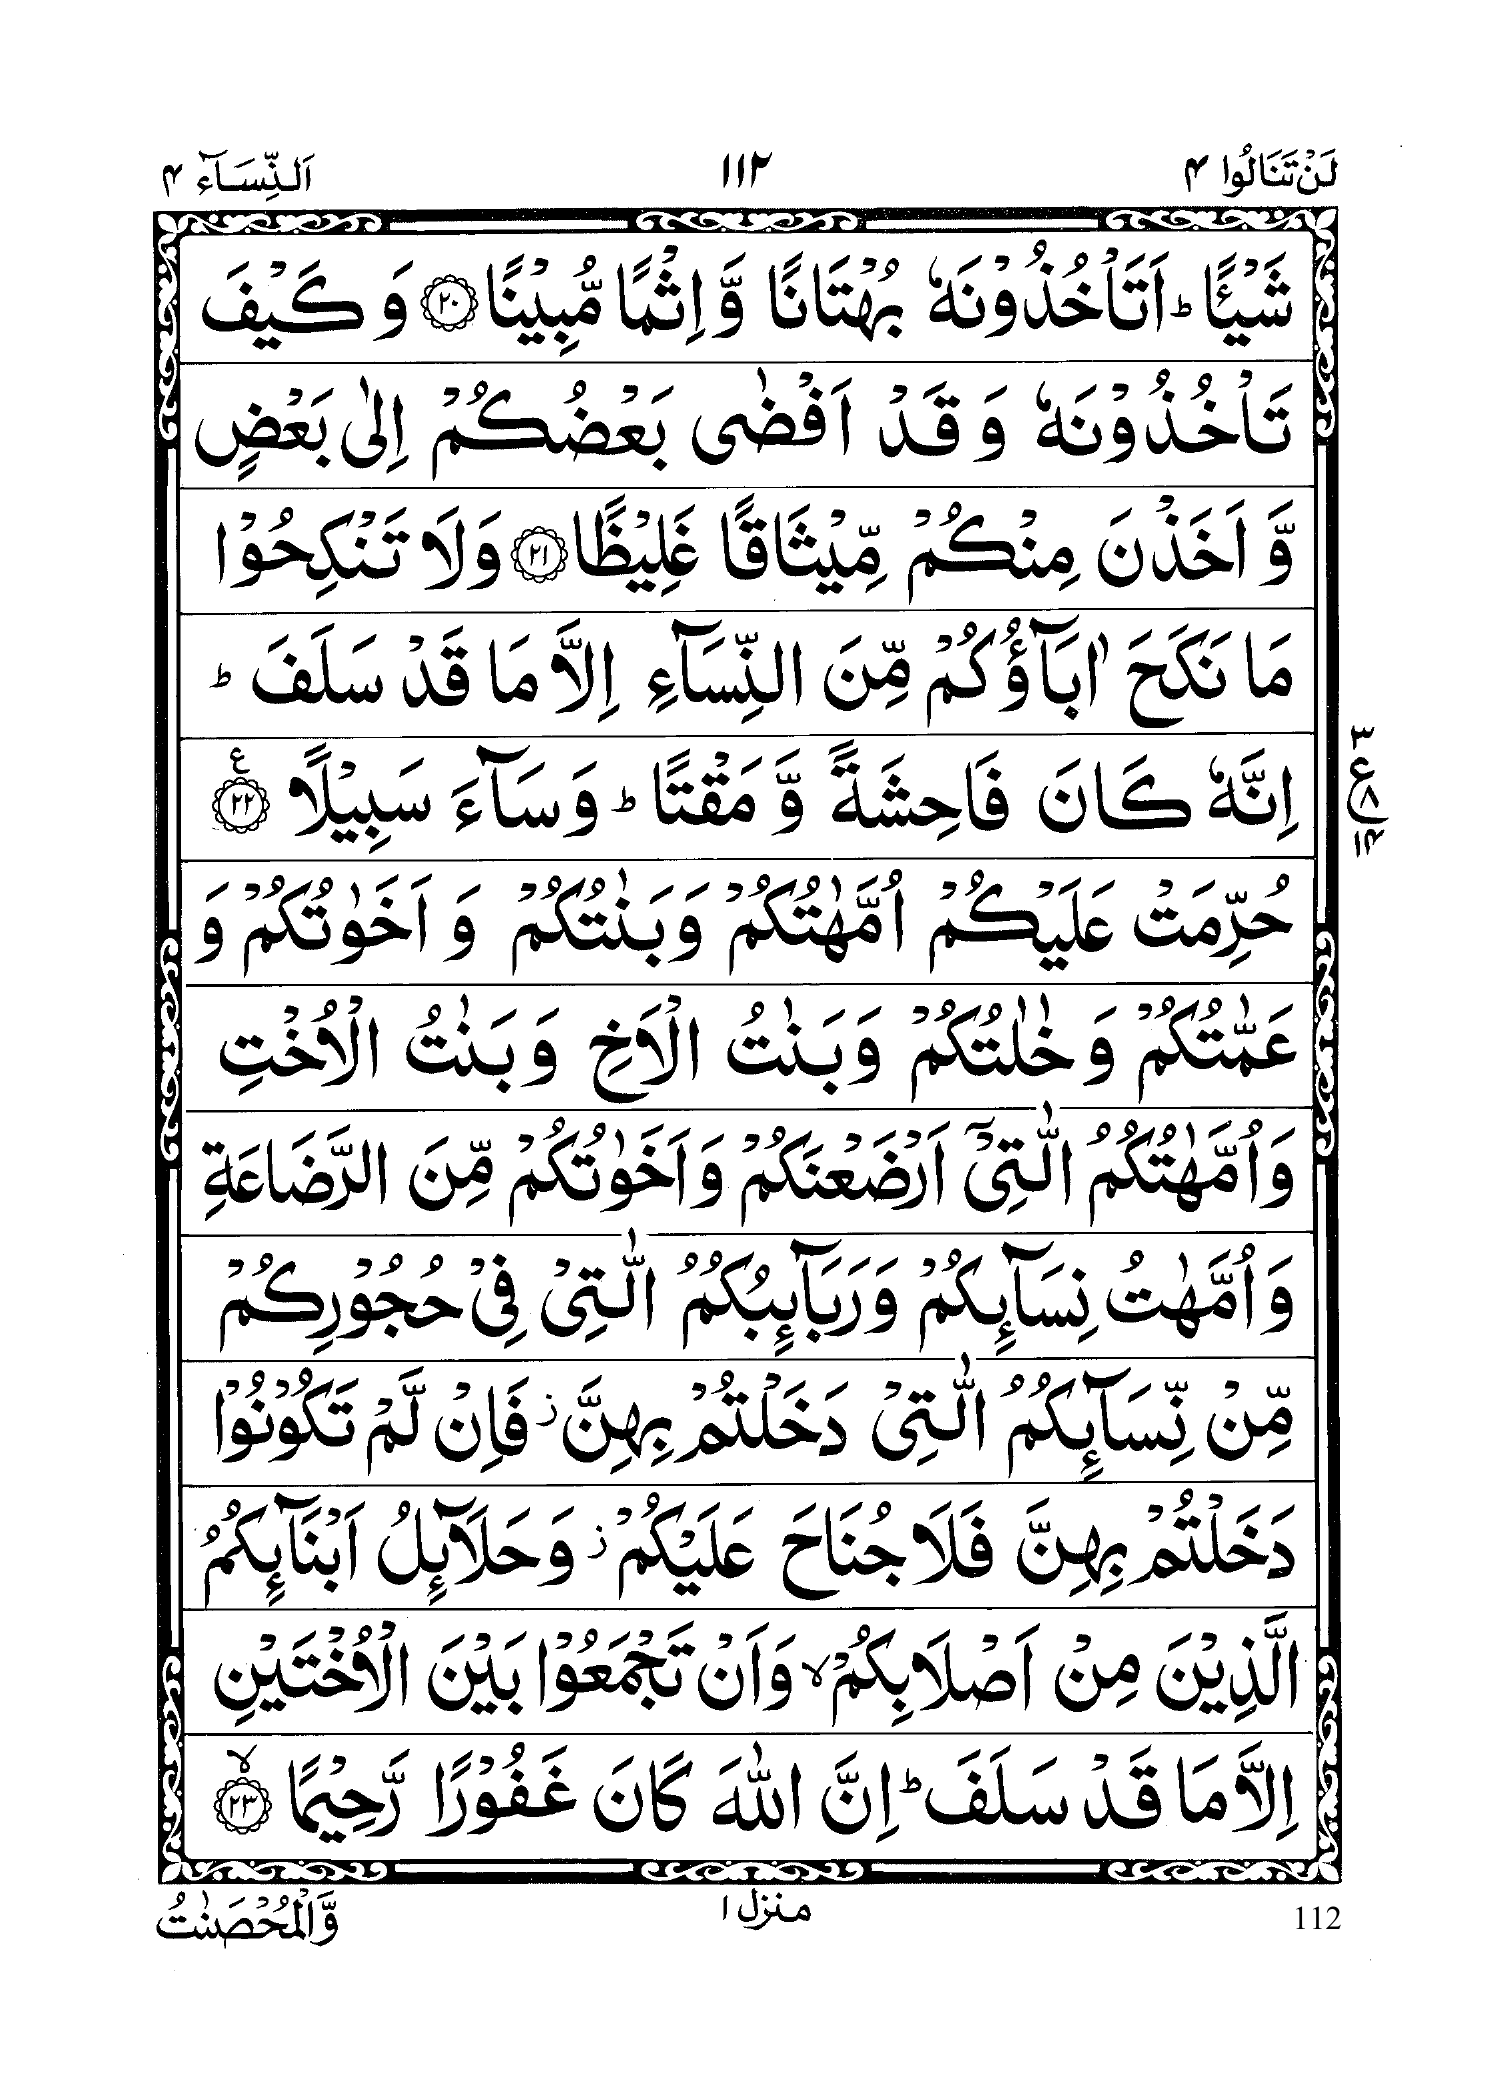 لَنْ تَنَالُوا ۴
۱۱۲
اَلنِّسَآء ۴
شَيْـًٔا ؕ اَتَاْخُذُوْنَهٗ بُهْتَانًا وَّ اِثْمًا مُّبِيْنًا ﴿۲۰﴾ وَ كَيْفَ
تَاْخُذُوْنَهٗ وَ قَدْ اَفْضٰى بَعْضُكُمْ اِلٰى بَعْضٍ
وَّ اَخَذْنَ مِنْكُمْ مِّيْثَاقًا غَلِيْظًا ﴿۲۱﴾ وَلَا تَنْكِحُوْا
مَا نَكَحَ اٰبَآؤُكُمْ مِّنَ النِّسَآءِ اِلَّا مَا قَدْ سَلَفَ ؕ
اِنَّهٗ كَانَ فَاحِشَةً وَّ مَقْتًا ؕ وَسَآءَ سَبِيْلًا ﴿۲۲﴾ ع
۳
ع
۸
۱۴
حُرِّمَتْ عَلَيْكُمْ اُمَّهٰتُكُمْ وَبَنٰتُكُمْ وَ اَخَوٰتُكُمْ وَ
عَمّٰتُكُمْ وَ خٰلٰتُكُمْ وَبَنٰتُ الْاَخِ وَبَنٰتُ الْاُخْتِ
وَاُمَّهٰتُكُمُ الّٰتِيْۤ اَرْضَعْنَكُمْ وَاَخَوٰتُكُمْ مِّنَ الرَّضَاعَةِ
وَاُمَّهٰتُ نِسَآئِكُمْ وَرَبَآئِبُكُمُ الّٰتِيْ فِيْ حُجُوْرِكُمْ
مِّنْ نِّسَآئِكُمُ الّٰتِيْ دَخَلْتُمْ بِهِنَّ ز فَاِنْ لَّمْ تَكُوْنُوْا
دَخَلْتُمْ بِهِنَّ فَلَا جُنَاحَ عَلَيْكُمْ ز وَحَلَآئِلُ اَبْنَآئِكُمُ
الَّذِيْنَ مِنْ اَصْلَابِكُمْ ۙ وَاَنْ تَجْمَعُوْا بَيْنَ الْاُخْتَيْنِ
اِلَّا مَا قَدْ سَلَفَ ؕ اِنَّ اللّٰهَ كَانَ غَفُوْرًا رَّحِيْمًا ﴿۲۳﴾ ۙ
112
منزل ۱
وَّالْمُحْصَنٰتُ